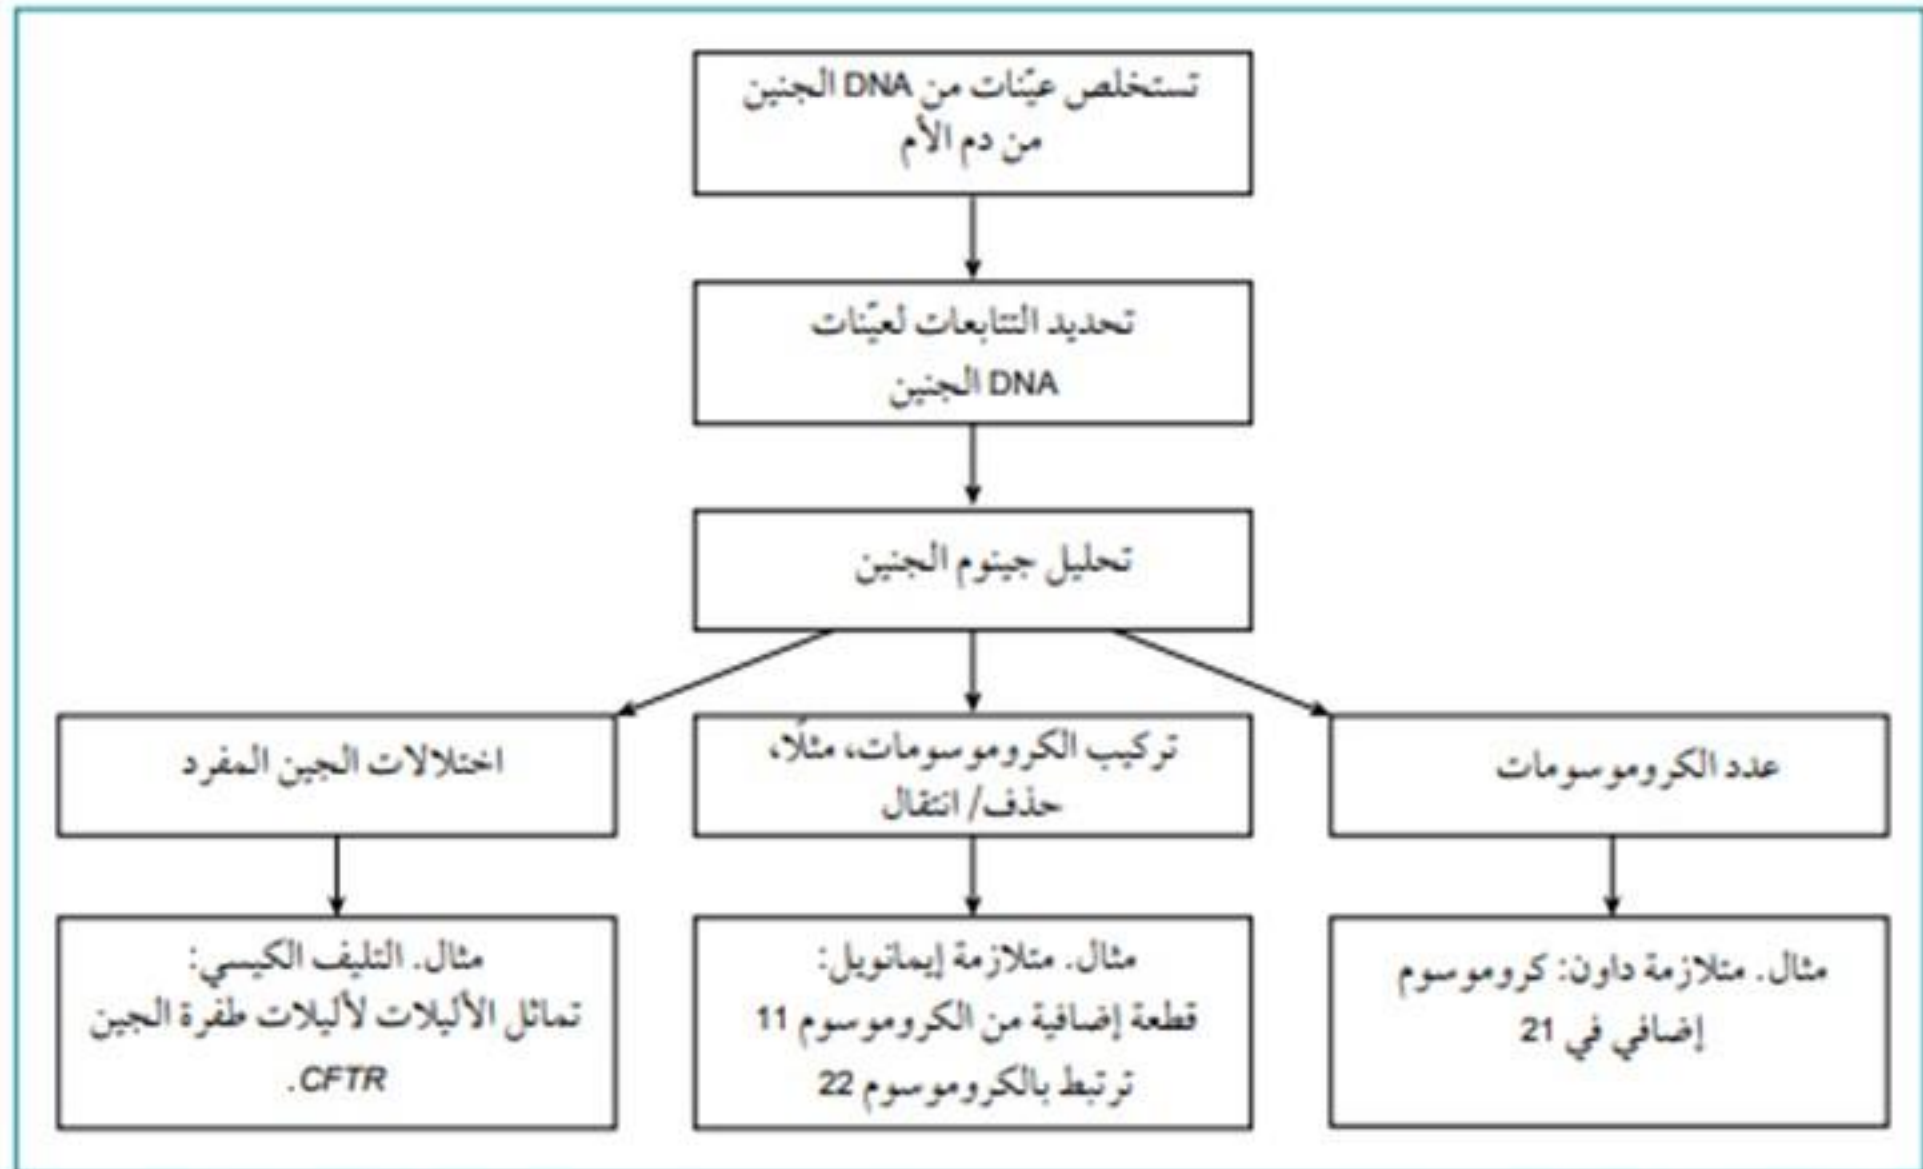 تستخلص عيّنات من DNA الجنين
من دم الأم
تحديد التتابعات لعيّنات
DNA الجنين
تحليل جينوم الجنين
عدد الكروموسومات
تركيب الكروموسومات، مثلًا،
حذف/ انتقال
اختلالات الجين المفرد
مثال. متلازمة داون: كروموسوم
إضافي في 21
مثال. متلازمة إيمانويل:
قطعة إضافية من الكروموسوم 11
ترتبط بالكروموسوم 22
مثال. التليف الكيسي:
تماثل الأليلات لأليلات طفرة الجين
CFTR.